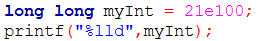 long long myInt = 21e100;
printf("%lld",myInt);